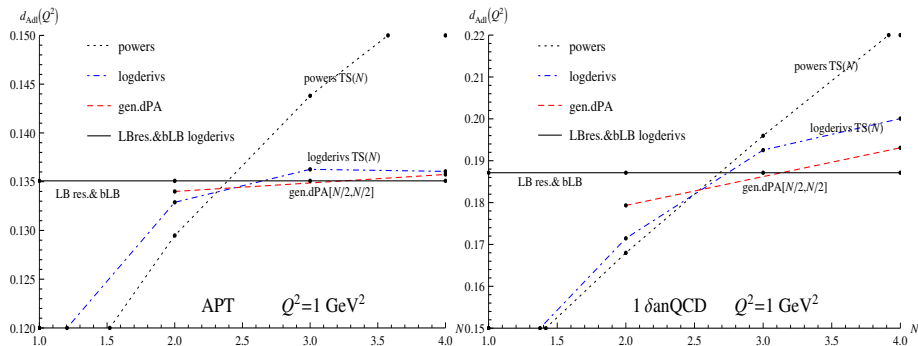 d_Adl(Q²)
0.150
0.145
0.140
0.135
0.130
0.125
0.120
powers
logderivs
gen.dPA
LBres.&bLB logderivs
powers TS(N)
logderivs TS(N)
LB res.& bLB
gen.dPA[N/2,N/2]
APT Q²=1 GeV²
1.0 1.5 2.0 2.5 3.0 3.5 4.0
N
d_Adl(Q²)
0.22
0.21
0.20
0.19
0.18
0.17
0.16
0.15
powers
logderivs
gen.dPA
LBres.&bLB logderivs
powers TS(N)
logderivs TS(N)
LB res.& bLB
gen.dPA[N/2,N/2]
1 δanQCD Q²=1 GeV²
1.0 1.5 2.0 2.5 3.0 3.5 4.0
N